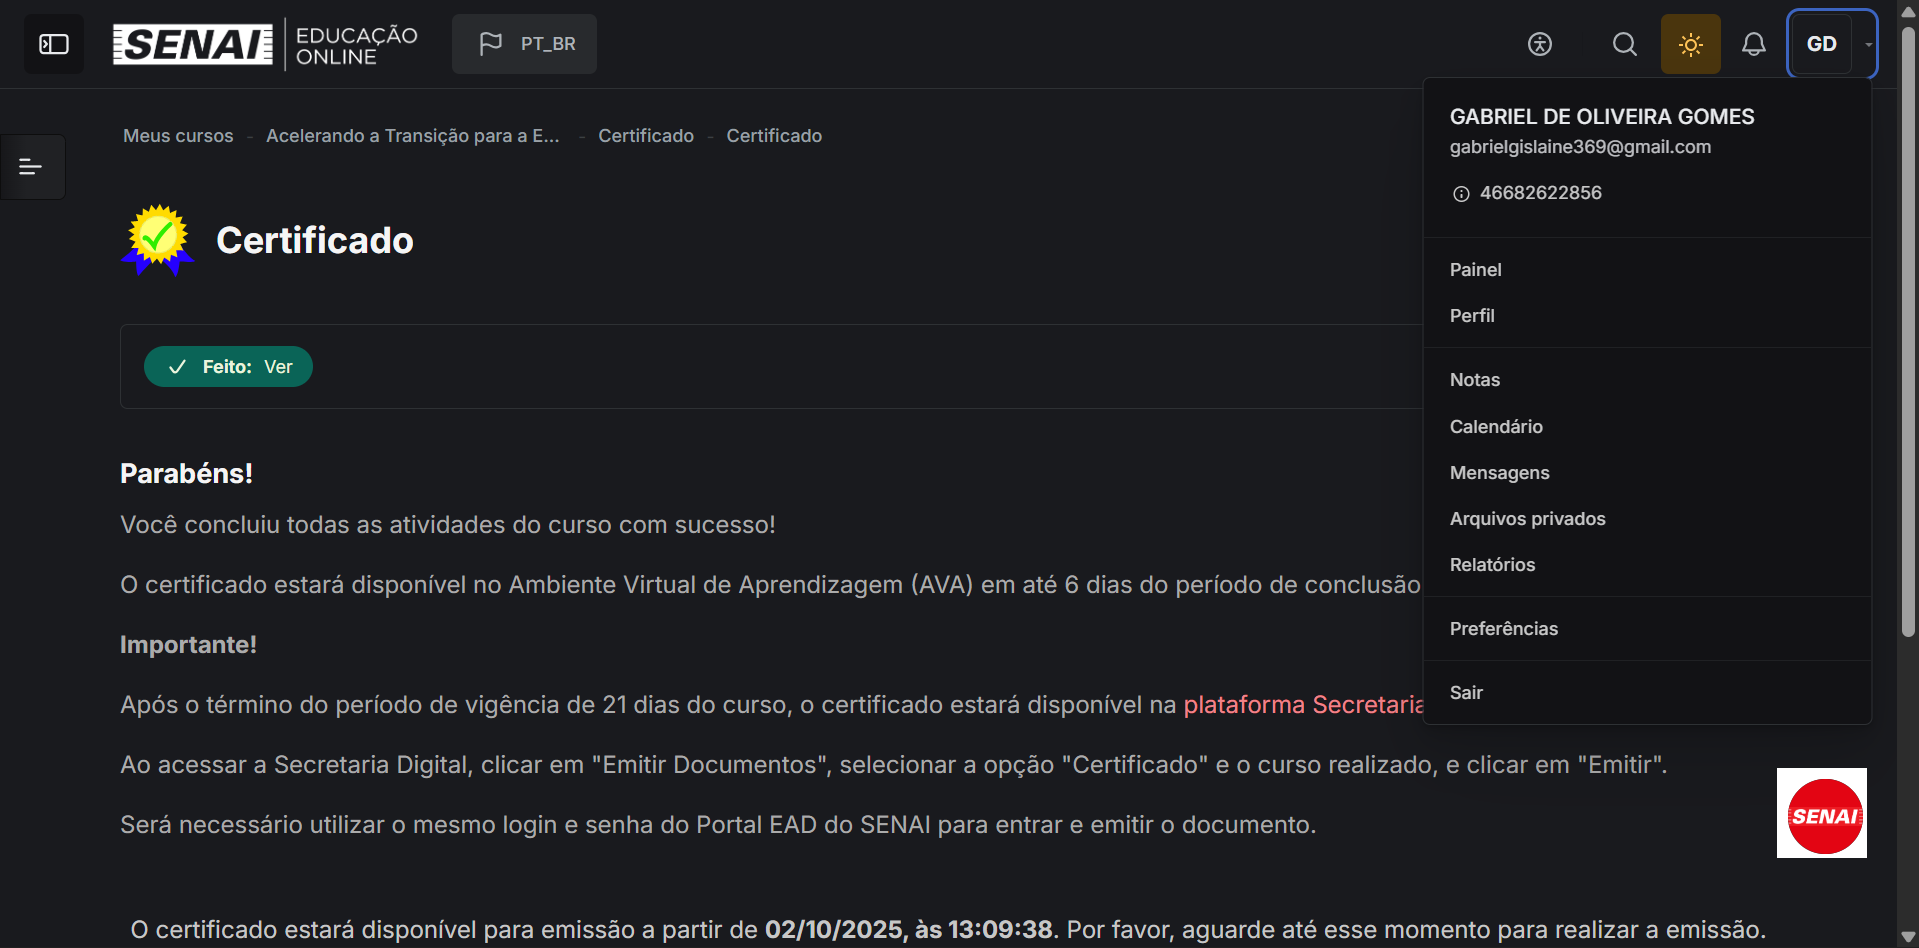 SENAI
EDUCAÇÃO
ONLINE
PT_BR
GD
GABRIEL DE OLIVEIRA GOMES
gabrielgislaine369@gmail.com
46682622856
Painel
Perfil
Notas
Calendário
Mensagens
Arquivos privados
Relatórios
Preferências
Sair
Meus cursos - Acelerando a Transição para a E... - Certificado - Certificado
Certificado
Feito: Ver
Parabéns!
Você concluiu todas as atividades do curso com sucesso!
O certificado estará disponível no Ambiente Virtual de Aprendizagem (AVA) em até 6 dias do período de conclusão
Importante!
Após o término do período de vigência de 21 dias do curso, o certificado estará disponível na plataforma Secretaria
Ao acessar a Secretaria Digital, clicar em "Emitir Documentos", selecionar a opção "Certificado" e o curso realizado, e clicar em "Emitir".
Será necessário utilizar o mesmo login e senha do Portal EAD do SENAI para entrar e emitir o documento.
SENAI
O certificado estará disponível para emissão a partir de 02/10/2025, às 13:09:38. Por favor, aguarde até esse momento para realizar a emissão.